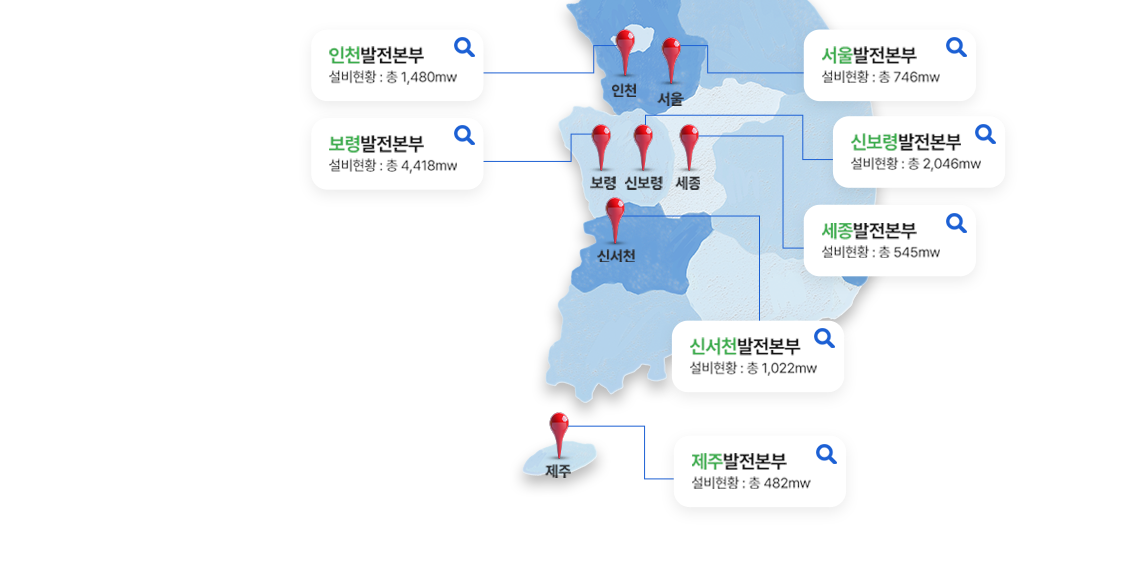 인천발전본부
설비현황 : 총 1,480mw
서울발전본부
설비현황 : 총 746mw
인천
서울
보령발전본부
설비현황 : 총 4,418mw
신보령발전본부
설비현황 : 총 2,046mw
보령
신보령
세종
세종발전본부
설비현황 : 총 545mw
신서천
신서천발전본부
설비현황 : 총 1,022mw
제주발전본부
설비현황 : 총 482mw
제주